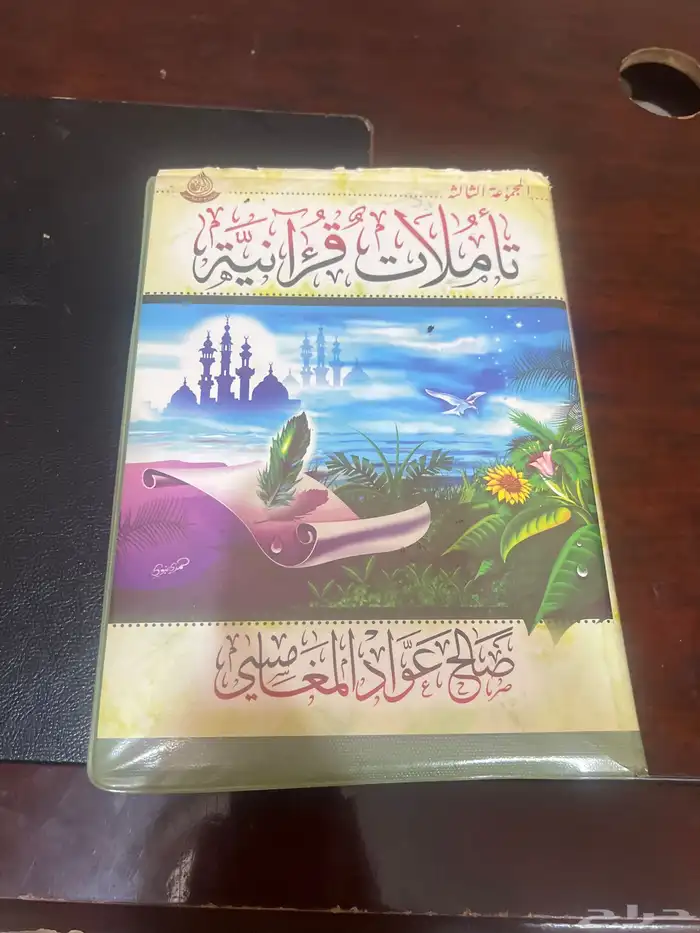 المجموعة الثالثة
تأملات قرآنية
صالح عواد المغامسي
حراج